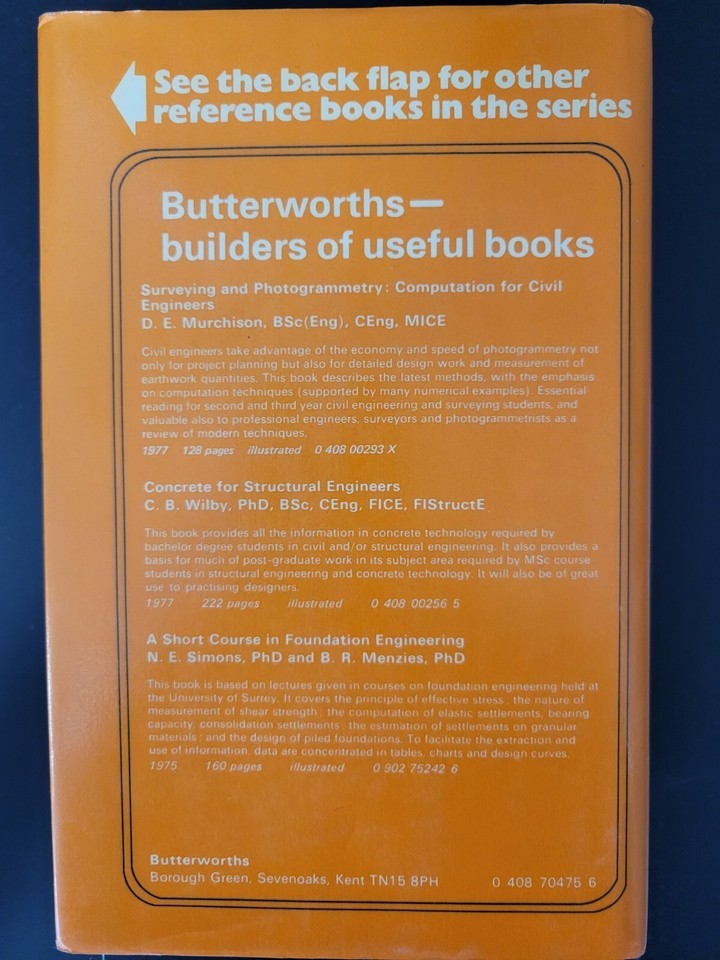 See the back flap for other
reference books in the series
Butterworths—
builders of useful books
Surveying and Photogrammetry: Computation for Civil
Engineers
D. E. Murchison, BSc(Eng), CEng, MICE
Civil engineers take advantage of the economy and speed of photogrammetry not
only for project planning but also for detailed design work and measurement of
earthwork quantities. This book describes the latest methods, with the emphasis
on computation techniques (supported by many numerical examples). Essential
reading for second and third year civil engineering and surveying students, and
valuable also to professional engineers, surveyors and photogrammetrists as a
review of modern techniques.
1977 128 pages illustrated 0 408 00293 X
Concrete for Structural Engineers
C. B. Wilby, PhD, BSc, CEng, FICE, FIStructE
This book provides all the information in concrete technology required by
bachelor degree students in civil and/or structural engineering. It also provides a
basis for much of post-graduate work in its subject area required by MSc course
students in structural engineering and concrete technology. It will also be of great
use to practising designers.
1977 222 pages illustrated 0 408 00256 5
A Short Course in Foundation Engineering
N. E. Simons, PhD and B. R. Menzies, PhD
This book is based on lectures given in courses on foundation engineering held at
the University of Surrey. It covers the principle of effective stress; the nature of
measurement of shear strength; the computation of elastic settlements, bearing
capacity, consolidation settlements; the estimation of settlements on granular
materials; and the design of piled foundations. To facilitate the extraction and
use of information, data are concentrated in tables, charts and design curves.
1975 160 pages illustrated 0 902 75242 6
Butterworths
Borough Green, Sevenoaks, Kent TN15 8PH 0 408 70475 6